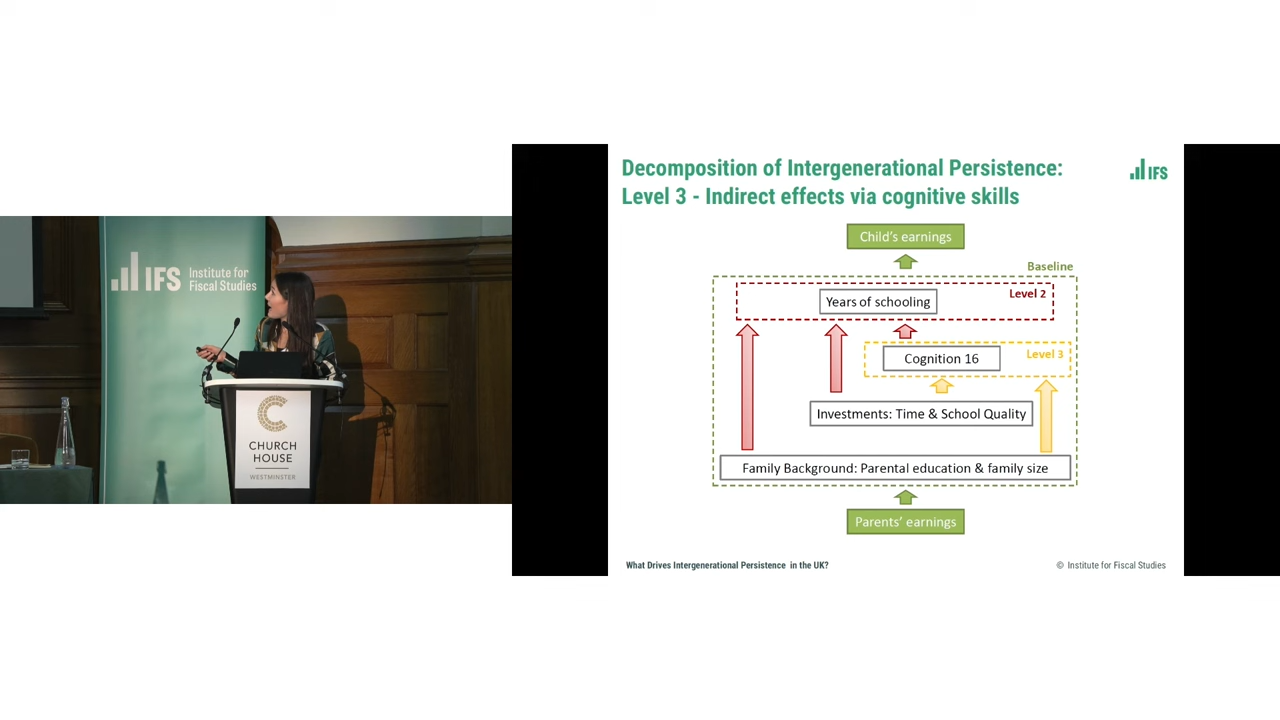 IFS
Institute for
Fiscal Studies
CHURCH
HOUSE
WESTMINSTER
Decomposition of Intergenerational Persistence:
Level 3 - Indirect effects via cognitive skills
IFS
Child's earnings
Baseline
Years of schooling
Level 2
Cognition 16
Level 3
Investments: Time & School Quality
Family Background: Parental education & family size
Parents' earnings
What Drives Intergenerational Persistence in the UK?
© Institute for Fiscal Studies